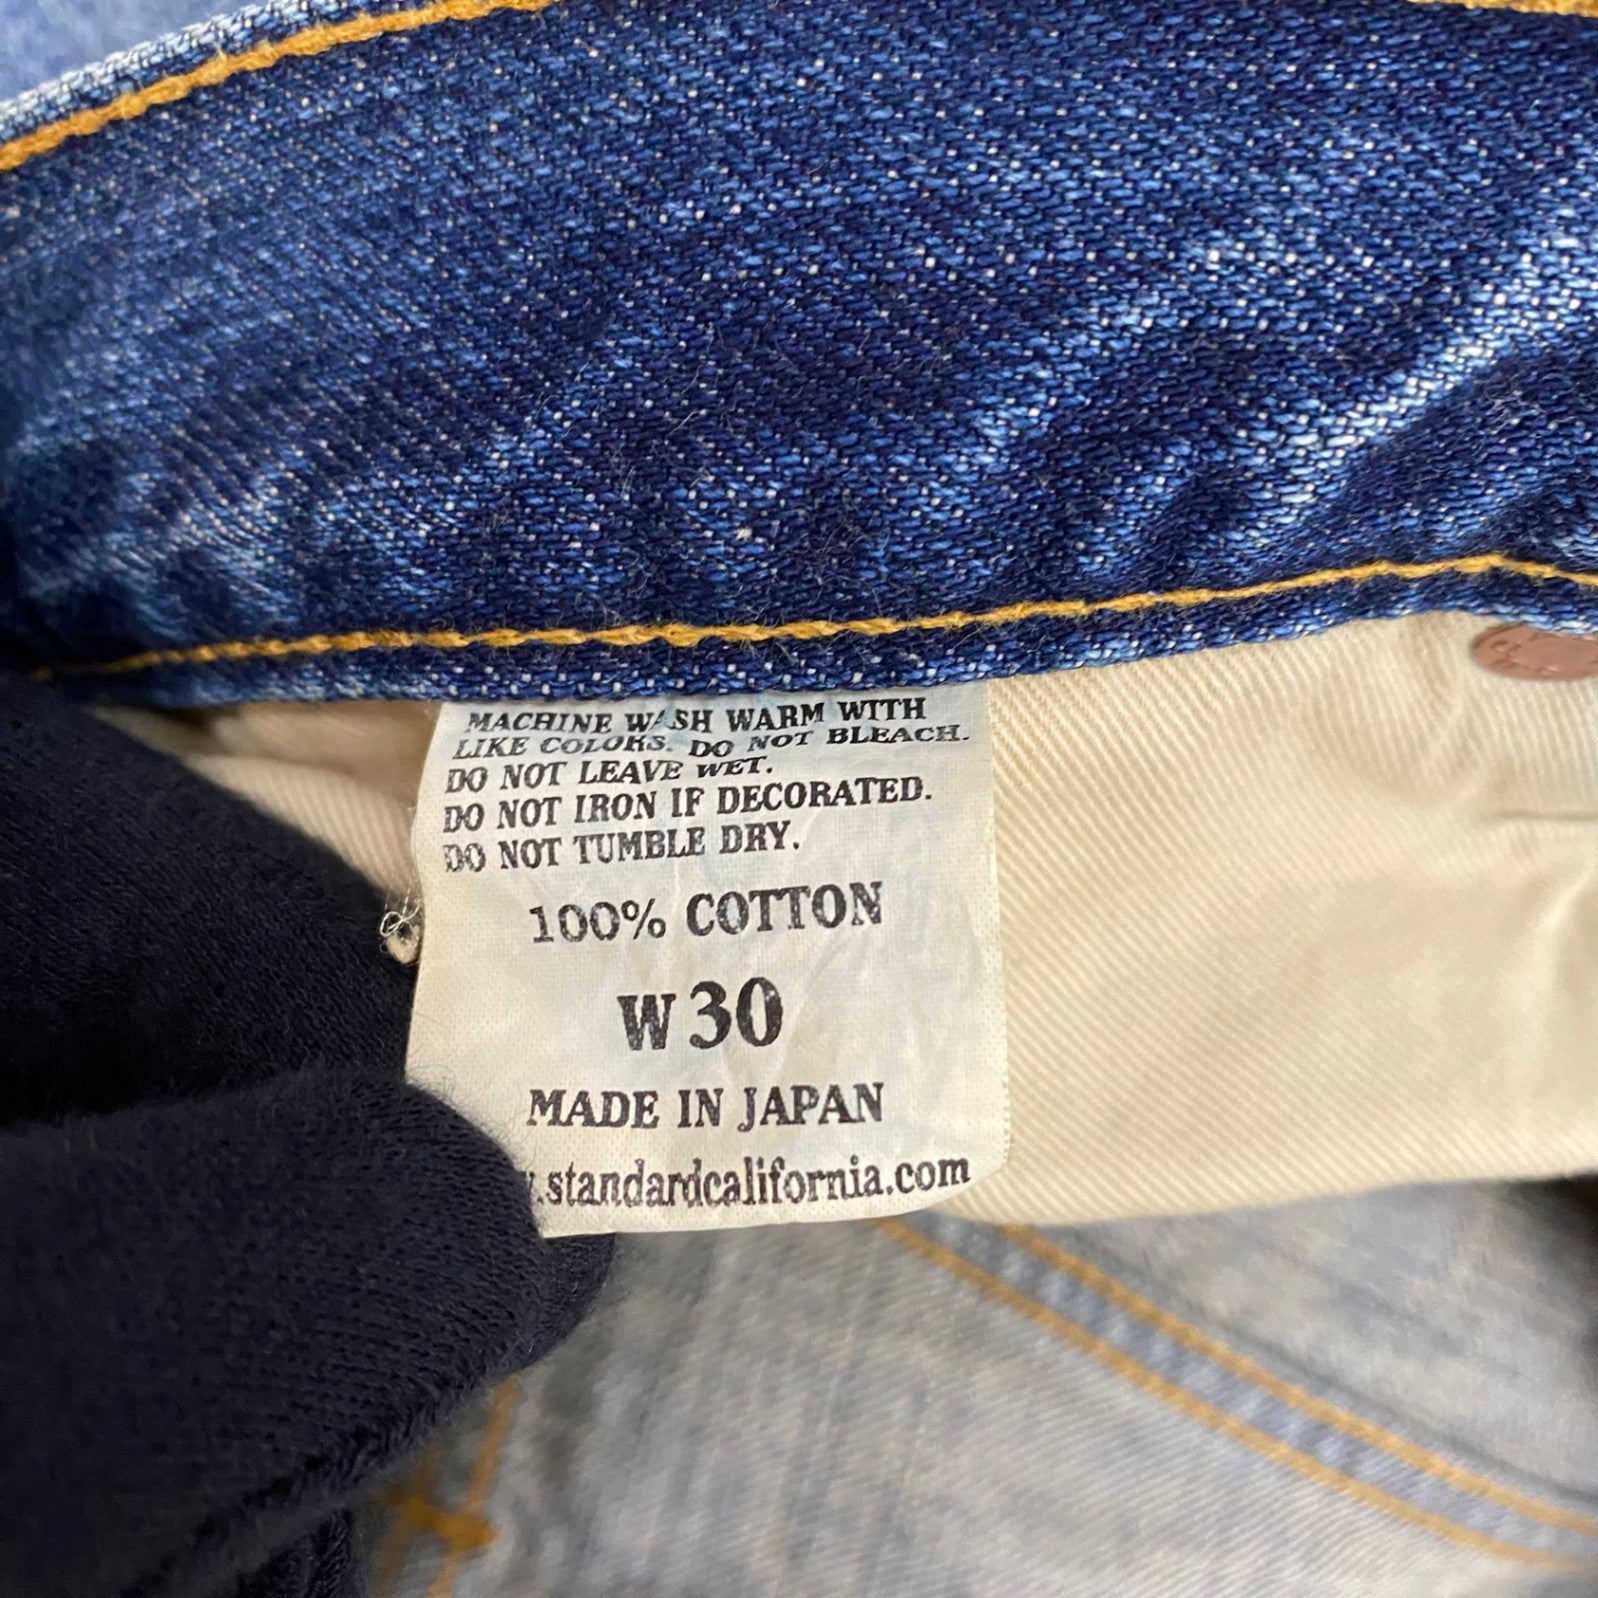 MACHINE WASH WARM WITH
LIKE COLORS. DO NOT BLEACH.
DO NOT LEAVE WET.
DO NOT IRON IF DECORATED.
DO NOT TUMBLE DRY.
100% COTTON
W30
MADE IN JAPAN
.standardcalifornia.com